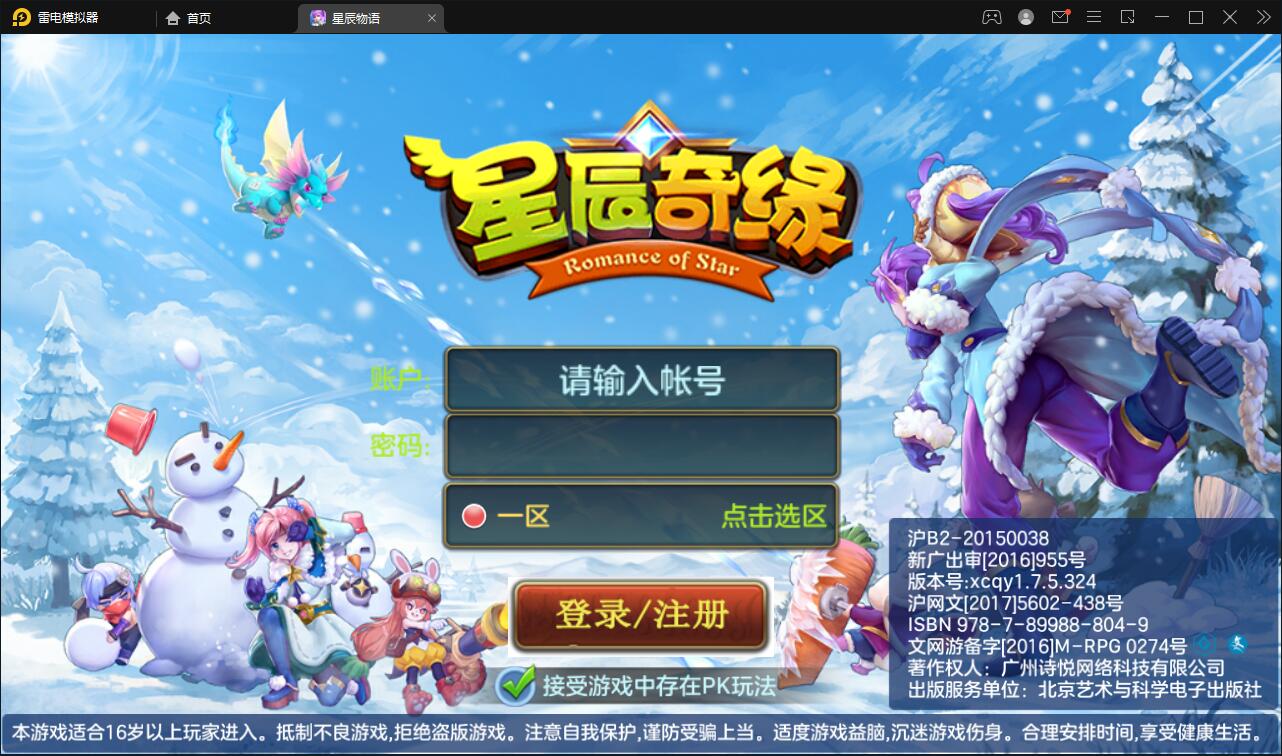 雷电模拟器
首页
星辰物语
星辰奇缘
Romance of Star
账户:
请输入帐号
密码:
一区
点击选区
登录/注册
接受游戏中存在PK玩法
沪B2-20150038
新广出审[2016]955号
版本号:xcqy1.7.5.324
沪网文[2017]5602-438号
ISBN 978-7-89988-804-9
文网游备字[2016]M-RPG 0274号
著作权人：广州诗悦网络科技有限公司
出版服务单位：北京艺术与科学电子出版社
本游戏适合16岁以上玩家进入。抵制不良游戏,拒绝盗版游戏。注意自我保护,谨防受骗上当。适度游戏益脑,沉迷游戏伤身。合理安排时间,享受健康生活。